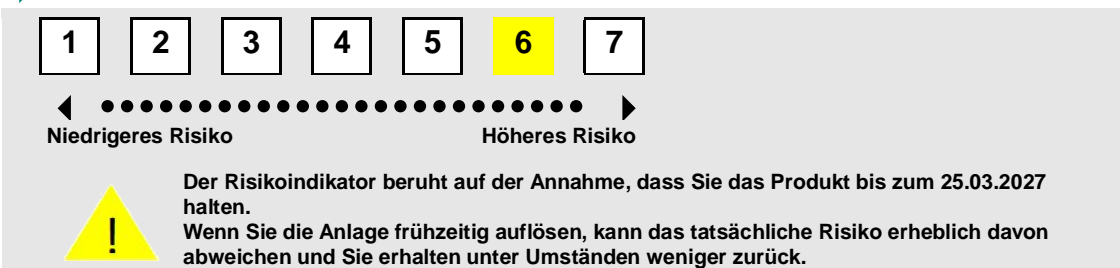 1 2 3 4 5 6 7
Niedrigeres Risiko Höheres Risiko
Der Risikoindikator beruht auf der Annahme, dass Sie das Produkt bis zum 25.03.2027
halten.
Wenn Sie die Anlage frühzeitig auflösen, kann das tatsächliche Risiko erheblich davon
abweichen und Sie erhalten unter Umständen weniger zurück.
!